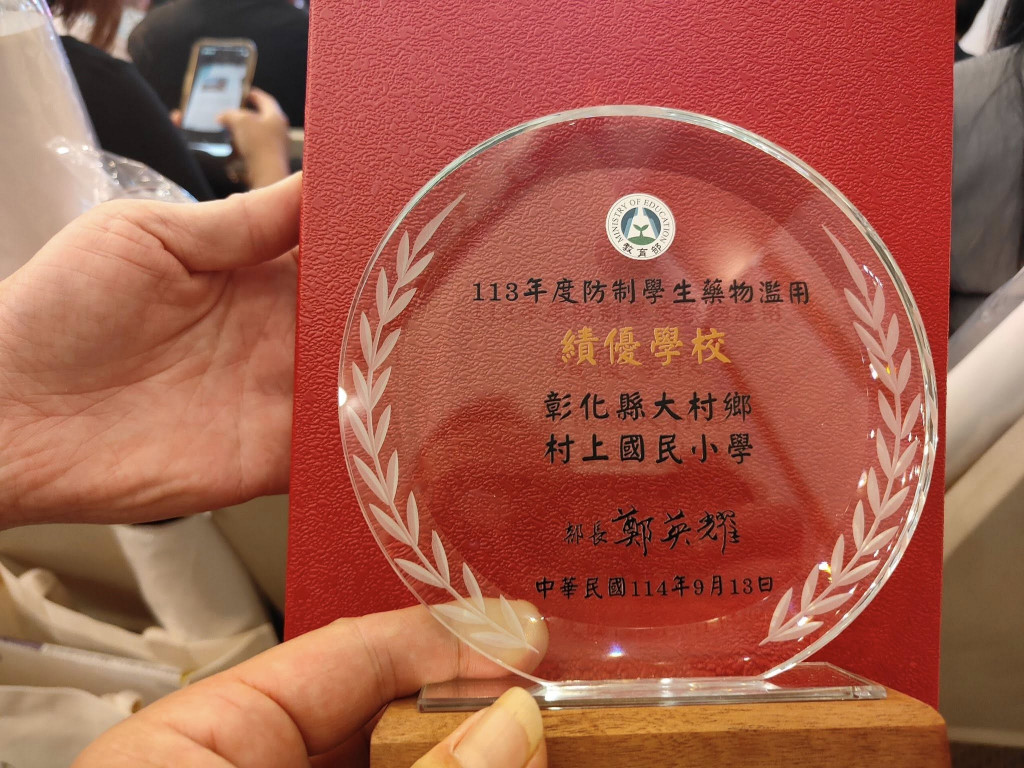 MINISTRY OF EDUCATION
教育部
113年度防制學生藥物濫用
績優學校
彰化縣大村鄉
村上國民小學
部長 鄭英耀
中華民國114年9月13日